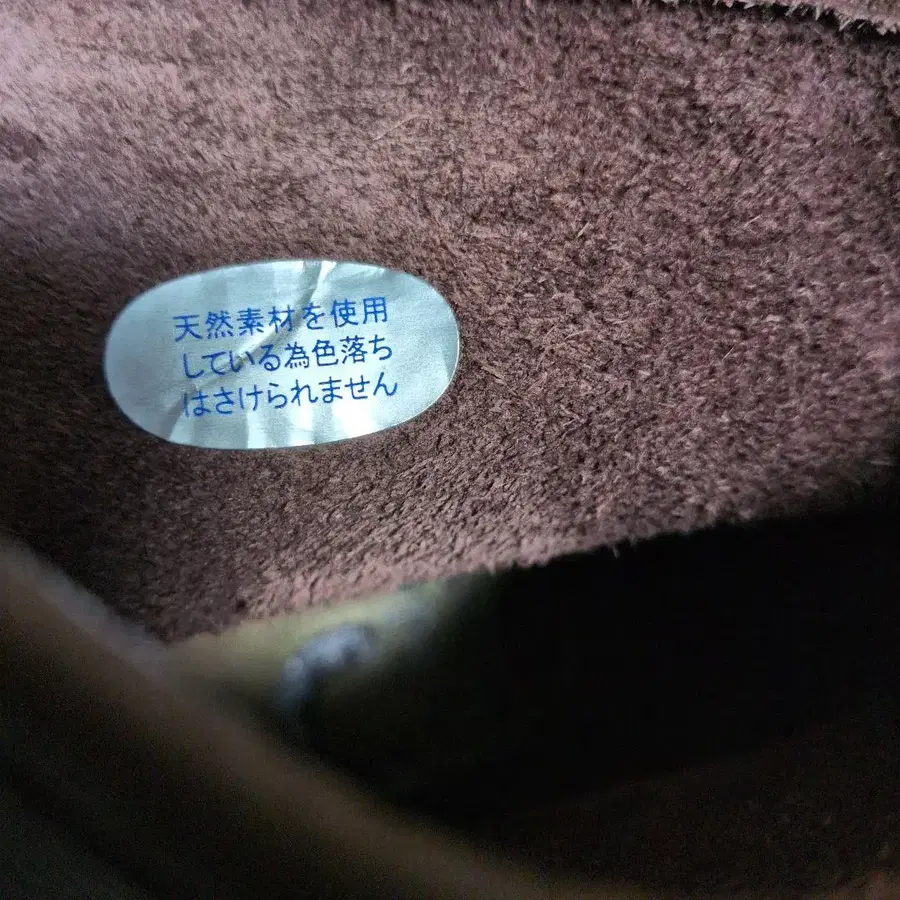 天然素材を使用
している為色落ち
はさけられません